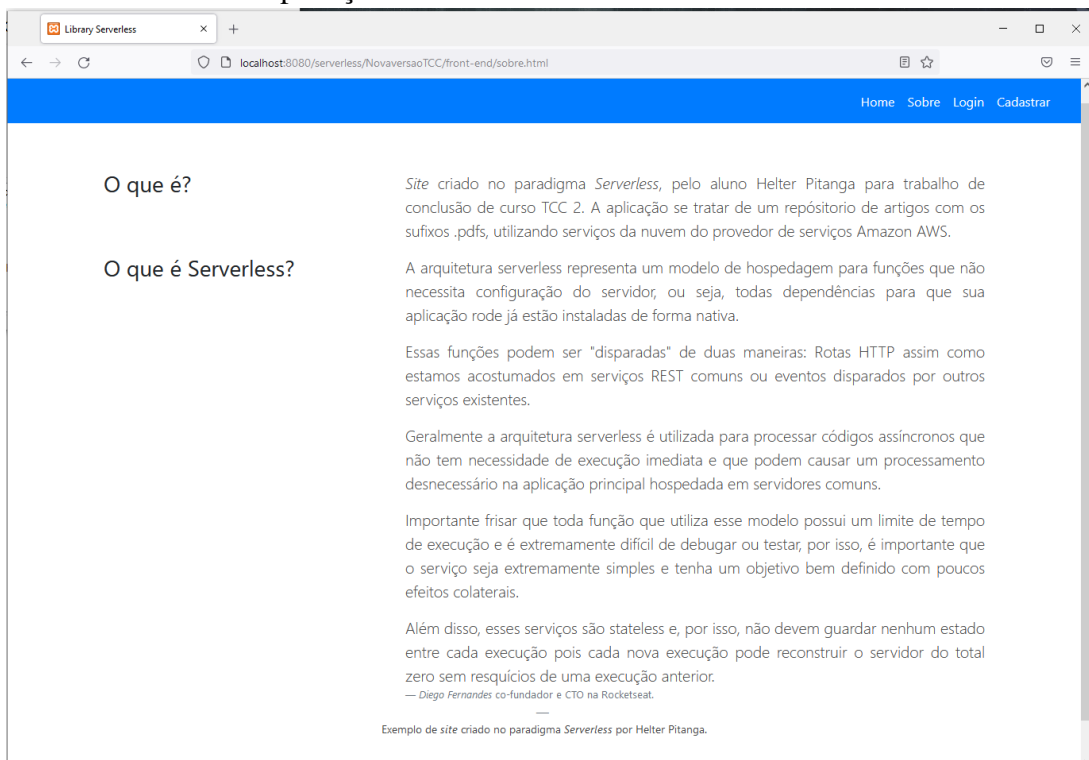 Library Serverless
localhost:8080/serverless/NovaversaoTCC/front-end/sobre.html
Home Sobre Login Cadastrar
O que é?
Site criado no paradigma Serverless, pelo aluno Helter Pitanga para trabalho de
conclusão de curso TCC 2. A aplicação se tratar de um repósitorio de artigos com os
sufixos .pdfs, utilizando serviços da nuvem do provedor de serviços Amazon AWS.
O que é Serverless?
A arquitetura serverless representa um modelo de hospedagem para funções que não
necessita configuração do servidor, ou seja, todas dependências para que sua
aplicação rode já estão instaladas de forma nativa.
Essas funções podem ser "disparadas" de duas maneiras: Rotas HTTP assim como
estamos acostumados em serviços REST comuns ou eventos disparados por outros
serviços existentes.
Geralmente a arquitetura serverless é utilizada para processar códigos assíncronos que
não tem necessidade de execução imediata e que podem causar um processamento
desnecessário na aplicação principal hospedada em servidores comuns.
Importante frisar que toda função que utiliza esse modelo possui um limite de tempo
de execução e é extremamente difícil de debugar ou testar, por isso, é importante que
o serviço seja extremamente simples e tenha um objetivo bem definido com poucos
efeitos colaterais.
Além disso, esses serviços são stateless e, por isso, não devem guardar nenhum estado
entre cada execução pois cada nova execução pode reconstruir o servidor do total
zero sem resquícios de uma execução anterior.
— Diego Fernandes co-fundador e CTO na Rocketseat.
—
Exemplo de site criado no paradigma Serverless por Helter Pitanga.